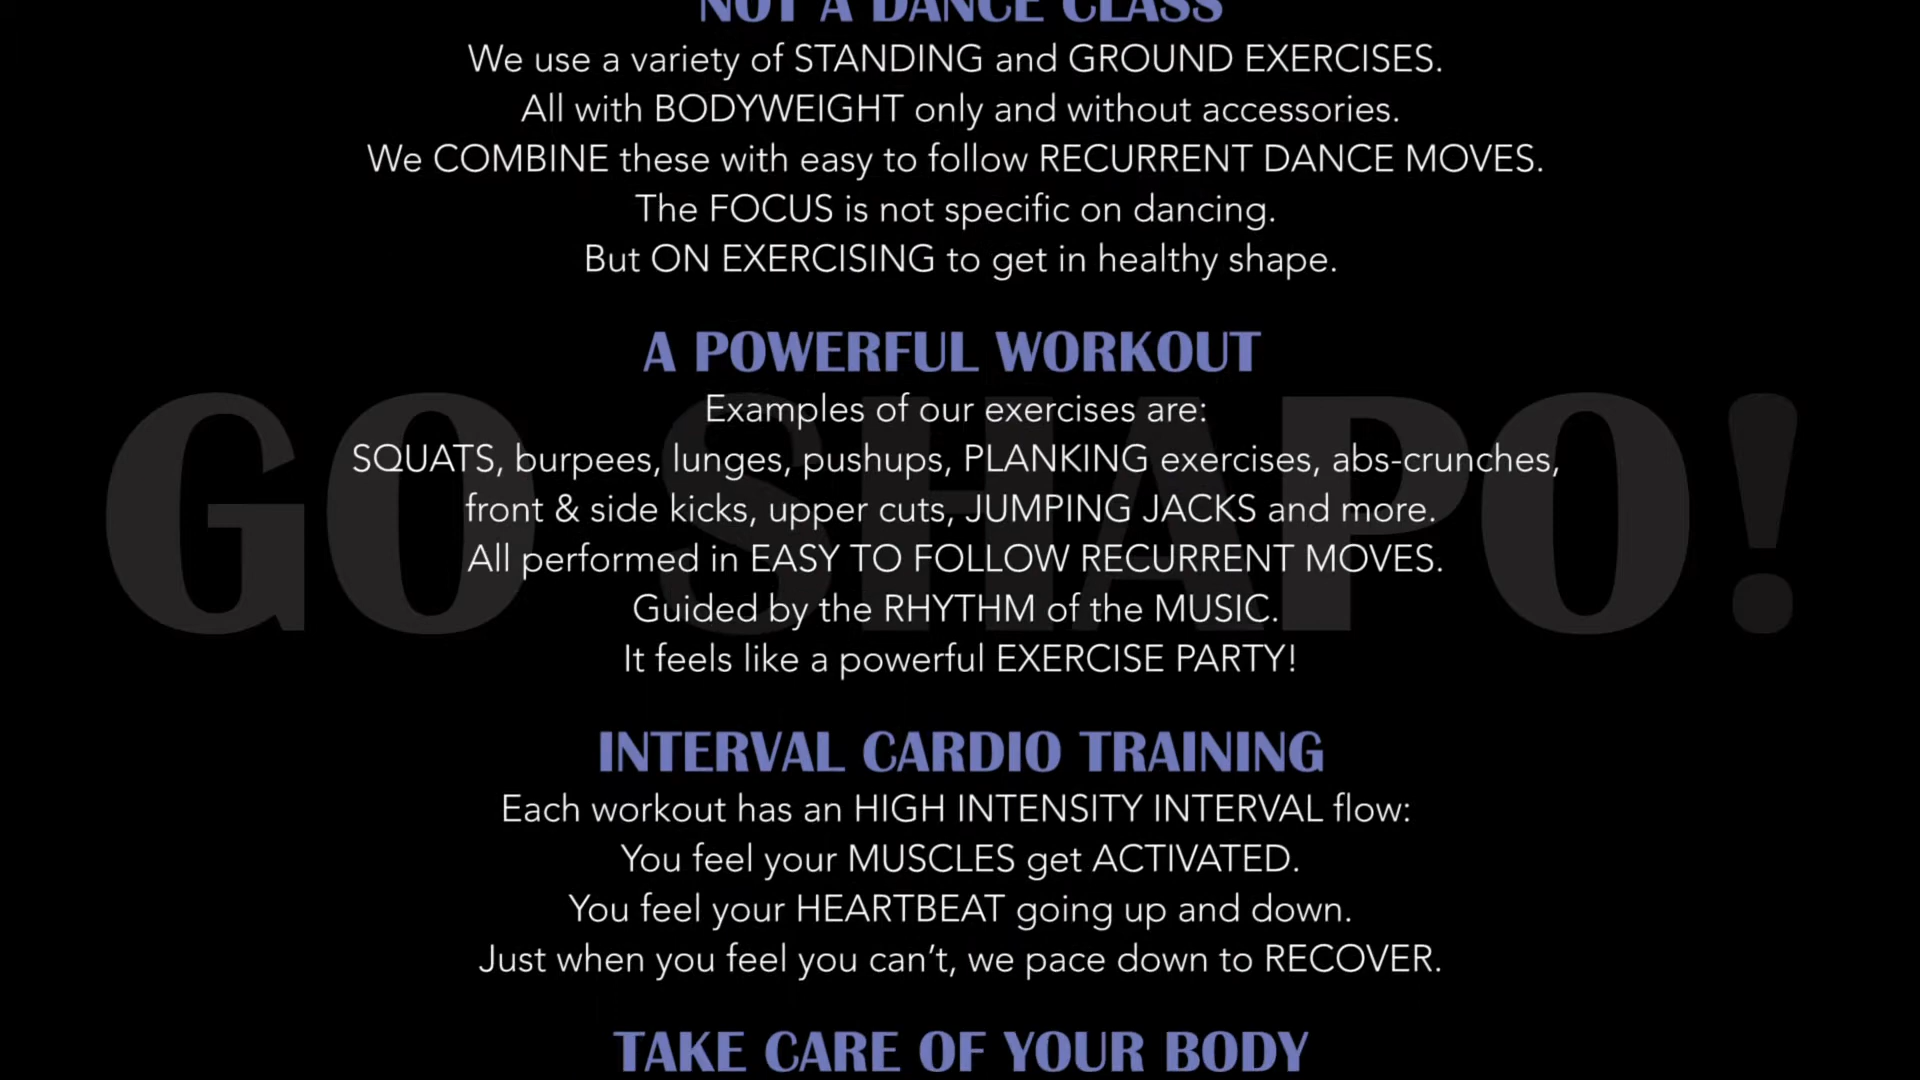 NOT A DANCE CLASS
We use a variety of STANDING and GROUND EXERCISES.
All with BODYWEIGHT only and without accessories.
We COMBINE these with easy to follow RECURRENT DANCE MOVES.
The FOCUS is not specific on dancing.
But ON EXERCISING to get in healthy shape.
A POWERFUL WORKOUT
Examples of our exercises are:
SQUATS, burpees, lunges, pushups, PLANKING exercises, abs-crunches,
front & side kicks, upper cuts, JUMPING JACKS and more.
All performed in EASY TO FOLLOW RECURRENT MOVES.
Guided by the RHYTHM of the MUSIC.
It feels like a powerful EXERCISE PARTY!
GO SHAPO!
INTERVAL CARDIO TRAINING
Each workout has an HIGH INTENSITY INTERVAL flow:
You feel your MUSCLES get ACTIVATED.
You feel your HEARTBEAT going up and down.
Just when you feel you can’t, we pace down to RECOVER.
TAKE CARE OF YOUR BODY